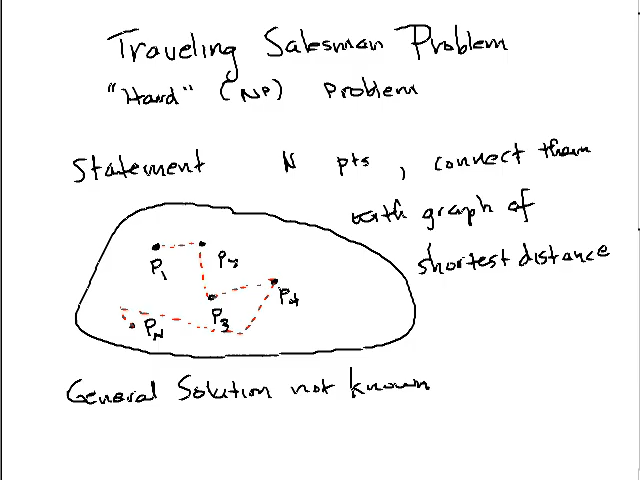 Traveling Salesman Problem
"Hard" (NP) Problem
Statement N pts, connect them
with graph of
shortest distance
P1 P2
P3 P4
PN
General Solution not known